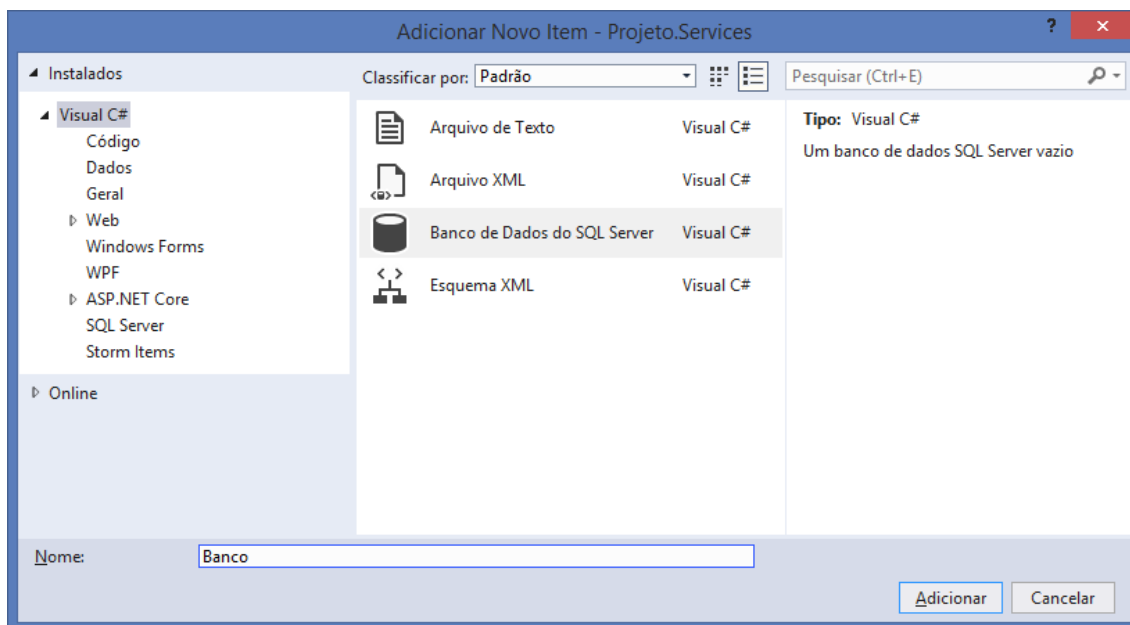 Adicionar Novo Item - Projeto.Services
?
×
Instalados
Classificar por: Padrão
Pesquisar (Ctrl+E)
Visual C#
Código
Dados
Geral
Web
Windows Forms
WPF
ASP.NET Core
SQL Server
Storm Items
Online
Arquivo de Texto Visual C#
Arquivo XML Visual C#
Banco de Dados do SQL Server Visual C#
Esquema XML Visual C#
Tipo: Visual C#
Um banco de dados SQL Server vazio
Nome: Banco
Adicionar Cancelar